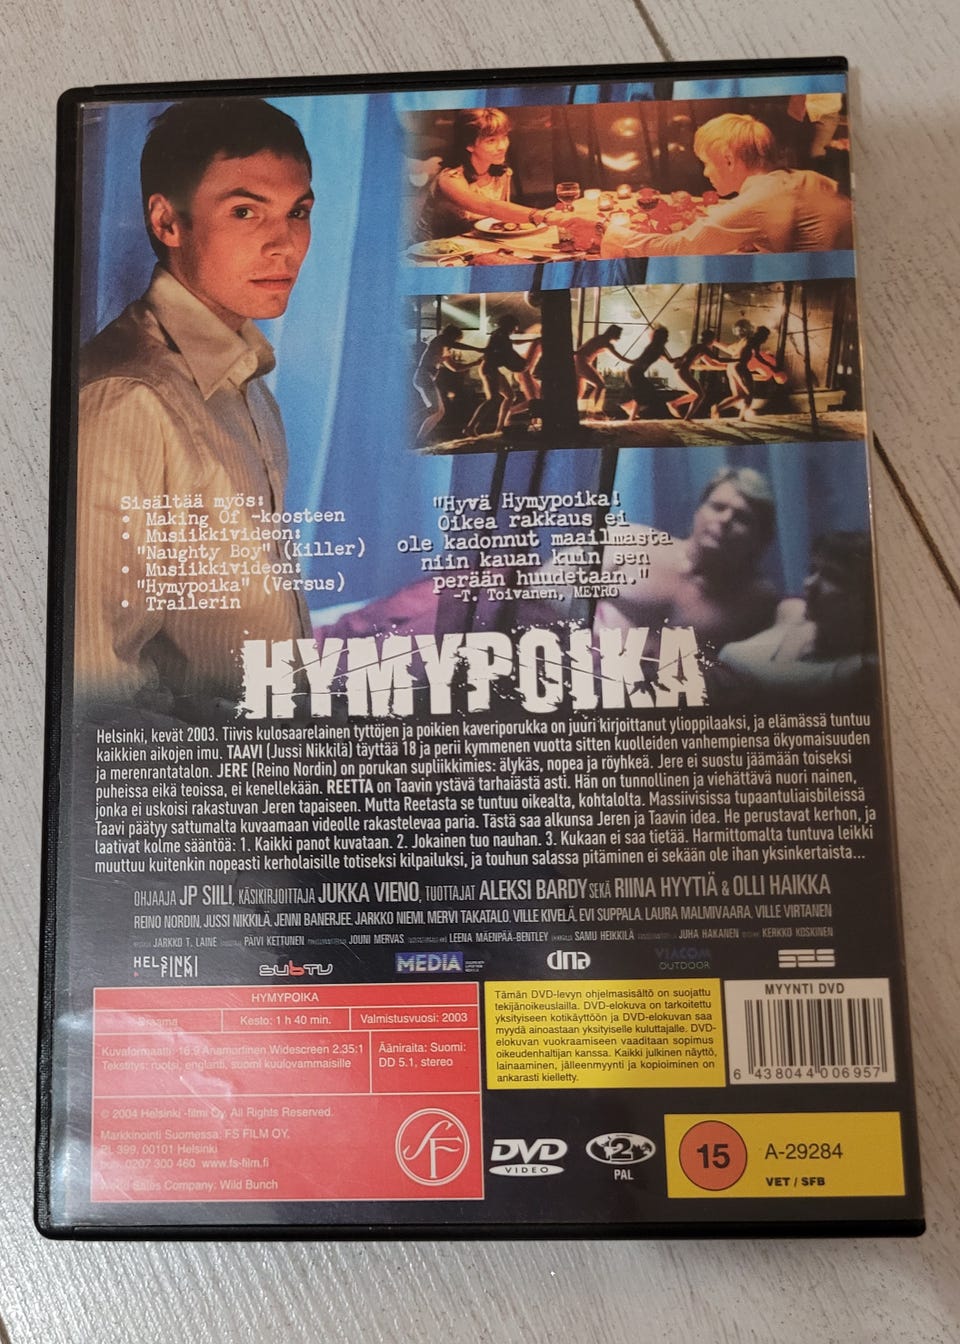 Sisältää myös:
• Making Of -koosteen
• Musiikkivideon:
"Naughty Boy" (Killer)
• Musiikkivideon:
"Hymypoika" (Versus)
• Trailerin
"Hyvä Hymypoika!
Oikea rakkaus ei
ole kadonnut maailmasta
niin kauan kuin sen
perään huudetaan."
-T. Toivanen, METRO
HYMYPOIKA
Helsinki, kevät 2003. Tiivis kulosaarelainen tyttöjen ja poikien kaveriporukka on juuri kirjoittanut ylioppilaaksi, ja elämässä tuntuu
kaikkien aikojen imu. TAAVI (Jussi Nikkilä) täyttää 18 ja perii kymmenen vuotta sitten kuolleiden vanhempiensa ökyomaisuuden
ja merenrantatalon. JERE (Reino Nordin) on porukan supliikkimies: älykäs, nopea ja röyhkeä. Jere ei suostu jäämään toiseksi
puheissa eikä teoissa, ei kenellekään. REETTA on Taavin ystävä tarhaiästä asti. Hän on tunnollinen ja viehättävä nuori nainen,
jonka ei uskoisi rakastuvan Jeren tapaiseen. Mutta Reetasta se tuntuu oikealta, kohtalolta. Massiivisissa tupaantuliaisbileissä
Taavi päätyy sattumalta kuvaamaan videolle rakastelevaa paria. Tästä saa alkunsa Jeren ja Taavin idea. He perustavat kerhon, ja
laativat kolme sääntöä: 1. Kaikki panot kuvataan. 2. Jokainen tuo nauhan. 3. Kukaan ei saa tietää. Harmittomalta tuntuva leikki
muuttuu kuitenkin nopeasti kerholaisille totiseksi kilpailuksi, ja touhun salassa pitäminen ei sekään ole ihan yksinkertaista...
OHJAAJA JP SIILI, KÄSIKIRJOITTAJA JUKKA VIENO, TUOTTAJAT ALEKSI BARDY SEKÄ RIINA HYYTIÄ & OLLI HAIKKA
REINO NORDIN, JUSSI NIKKILÄ, JENNI BANERJEE, JARKKO NIEMI, MERVI TAKATALO, VILLE KIVELÄ, EVI SUPPALA, LAURA MALMIVAARA, VILLE VIRTANEN
JARKKO T. LAINE PÄIVI KETTUNEN JOUNI MERVAS LEENA MÄENPÄÄ-BENTLEY SAMU HEIKKILÄ JUHA HAKANEN KERKKO KOSKINEN
HELSINKI
FILMI
subtv
MEDIA
dna
VIACOM
OUTDOOR
SES
HYMYPOIKA
Draama
Kesto: 1 h 40 min.
Valmistusvuosi: 2003
Kuvaformaatti: 16:9 Anamorfinen Widescreen 2.35:1
Tekstitys: ruotsi, englanti, suomi kuulovammaisille
Ääniraita: Suomi:
DD 5.1, stereo
© 2004 Helsinki -filmi Oy. All Rights Reserved.
Markkinointi Suomessa: FS FILM OY,
PL 399, 00101 Helsinki
puh. 0207 300 460 www.fs-film.fi
World Sales Company: Wild Bunch
SF
Tämän DVD-levyn ohjelmasisältö on suojattu
tekijänoikeuslailla. DVD-elokuva on tarkoitettu
yksityiseen kotikäyttöön ja DVD-elokuvan saa
myydä ainoastaan yksityiselle kuluttajalle. DVD-
elokuvan vuokraamiseen vaaditaan sopimus
oikeudenhaltijan kanssa. Kaikki julkinen näyttö,
lainaaminen, jälleenmyynti ja kopioiminen on
ankarasti kielletty.
MYYNTI DVD
6 438044 006957
DVD
VIDEO
2
PAL
15
A-29284
VET / SFB